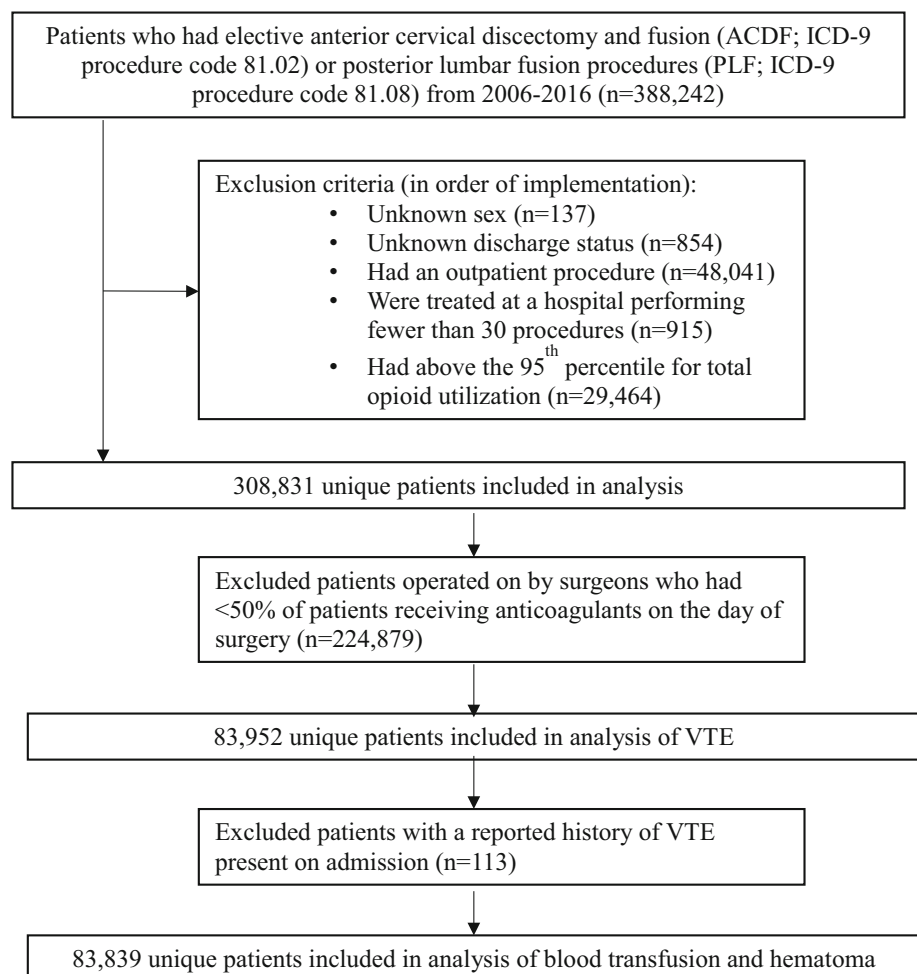 Patients who had elective anterior cervical discectomy and fusion (ACDF; ICD-9
procedure code 81.02) or posterior lumbar fusion procedures (PLF; ICD-9
procedure code 81.08) from 2006-2016 (n=388,242)
Exclusion criteria (in order of implementation):
• Unknown sex (n=137)
• Unknown discharge status (n=854)
• Had an outpatient procedure (n=48,041)
• Were treated at a hospital performing
fewer than 30 procedures (n=915)
• Had above the 95th percentile for total
opioid utilization (n=29,464)
308,831 unique patients included in analysis
Excluded patients operated on by surgeons who had
<50% of patients receiving anticoagulants on the day of
surgery (n=224,879)
83,952 unique patients included in analysis of VTE
Excluded patients with a reported history of VTE
present on admission (n=113)
83,839 unique patients included in analysis of blood transfusion and hematoma